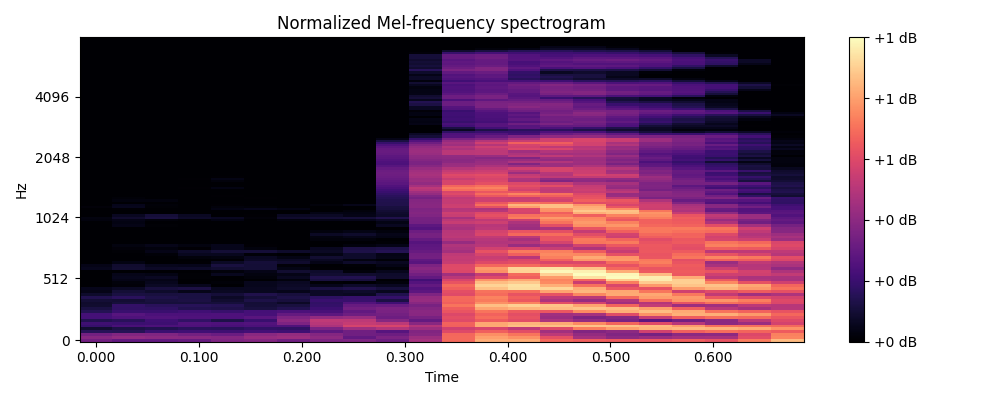 Normalized Mel-frequency spectrogram
Hz
4096
2048
1024
512
0
0.000 0.100 0.200 0.300 0.400 0.500 0.600
Time
+1 dB
+1 dB
+1 dB
+0 dB
+0 dB
+0 dB